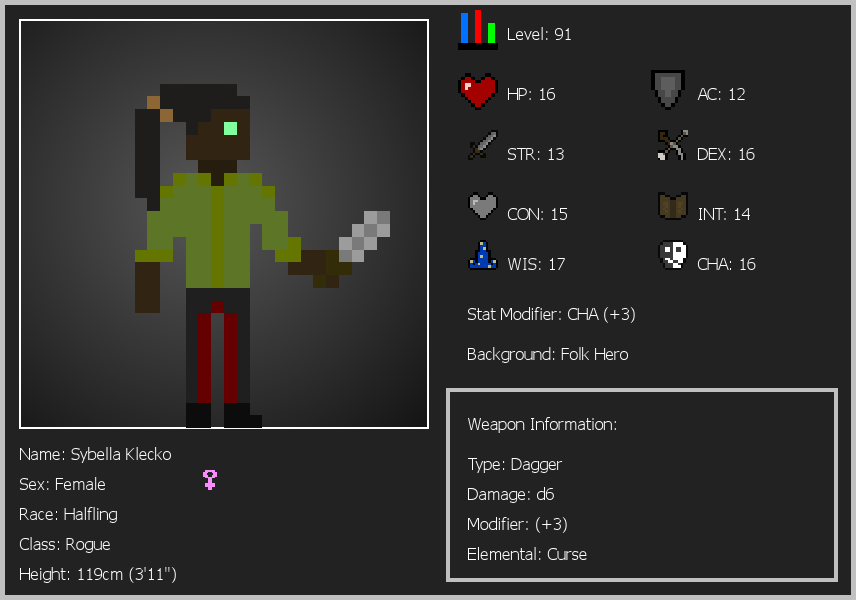 Level: 91
HP: 16
AC: 12
STR: 13
DEX: 16
CON: 15
INT: 14
WIS: 17
CHA: 16
Stat Modifier: CHA (+3)
Background: Folk Hero
Weapon Information:
Type: Dagger
Damage: d6
Modifier: (+3)
Elemental: Curse
Name: Sybella Klecko
Sex: Female
Race: Halfling
Class: Rogue
Height: 119cm (3'11")